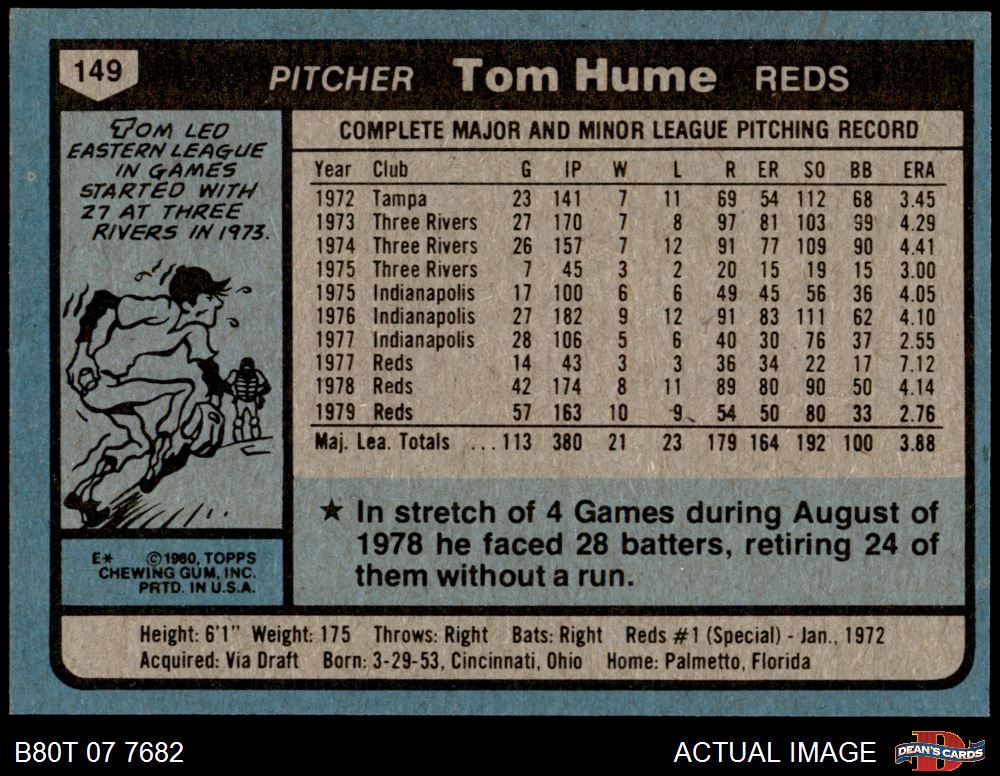 149
PITCHER Tom Hume REDS
TOM LED
EASTERN LEAGUE
IN GAMES
STARTED WITH
27 AT THREE
RIVERS IN 1973.
COMPLETE MAJOR AND MINOR LEAGUE PITCHING RECORD
Year Club G IP W L R ER SO BB ERA
1972 Tampa 23 141 7 11 69 54 112 68 3.45
1973 Three Rivers 27 170 7 8 97 81 103 99 4.29
1974 Three Rivers 26 157 7 12 91 77 109 90 4.41
1975 Three Rivers 7 45 3 2 20 15 19 15 3.00
1975 Indianapolis 17 100 6 6 49 45 56 36 4.05
1976 Indianapolis 27 182 9 12 91 83 111 62 4.10
1977 Indianapolis 28 106 5 6 40 30 76 37 2.55
1977 Reds 14 43 3 3 36 34 22 17 7.12
1978 Reds 42 174 8 11 89 80 90 50 4.14
1979 Reds 57 163 10 9 54 50 80 33 2.76
Maj. Lea. Totals ...113 380 21 23 179 164 192 100 3.88
★ In stretch of 4 Games during August of
1978 he faced 28 batters, retiring 24 of
them without a run.
E* ©1980, TOPPS
CHEWING GUM, INC.
PRTD. IN U.S.A.
Height: 6'1" Weight: 175 Throws: Right Bats: Right Reds #1 (Special) - Jan., 1972
Acquired: Via Draft Born: 3-29-53, Cincinnati, Ohio Home: Palmetto, Florida
B80T 07 7682
ACTUAL IMAGE
DEAN'S CARDS